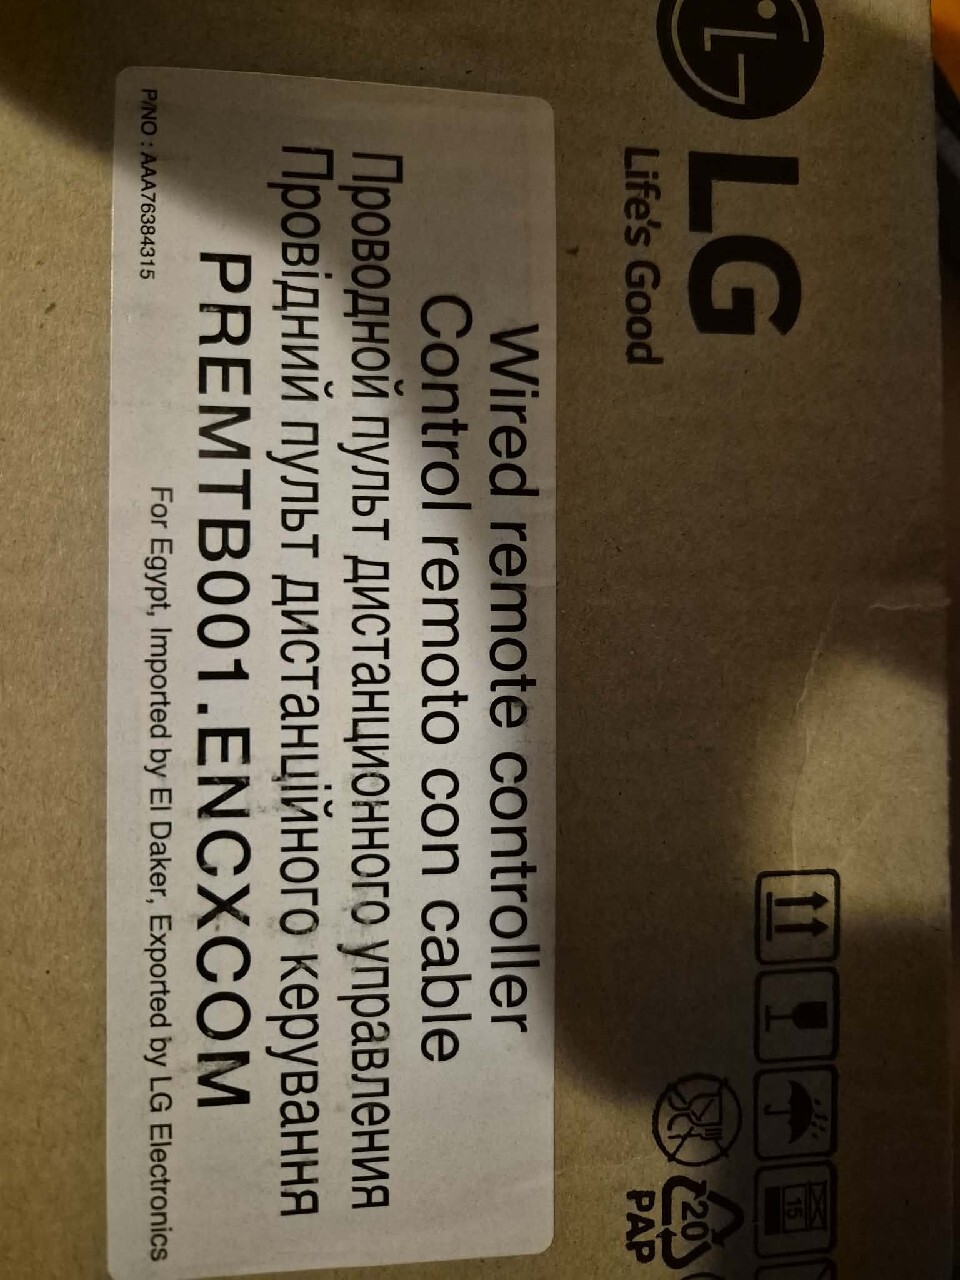 LG
Life's Good
Wired remote controller
Control remoto con cable
Проводной пульт дистанционного управления
Провідний пульт дистанційного керування
PREMTB001.ENCXCOM
P/NO : AAA76384315
For Egypt, Imported by El Daker, Exported by LG Electronics
15
20
PAP